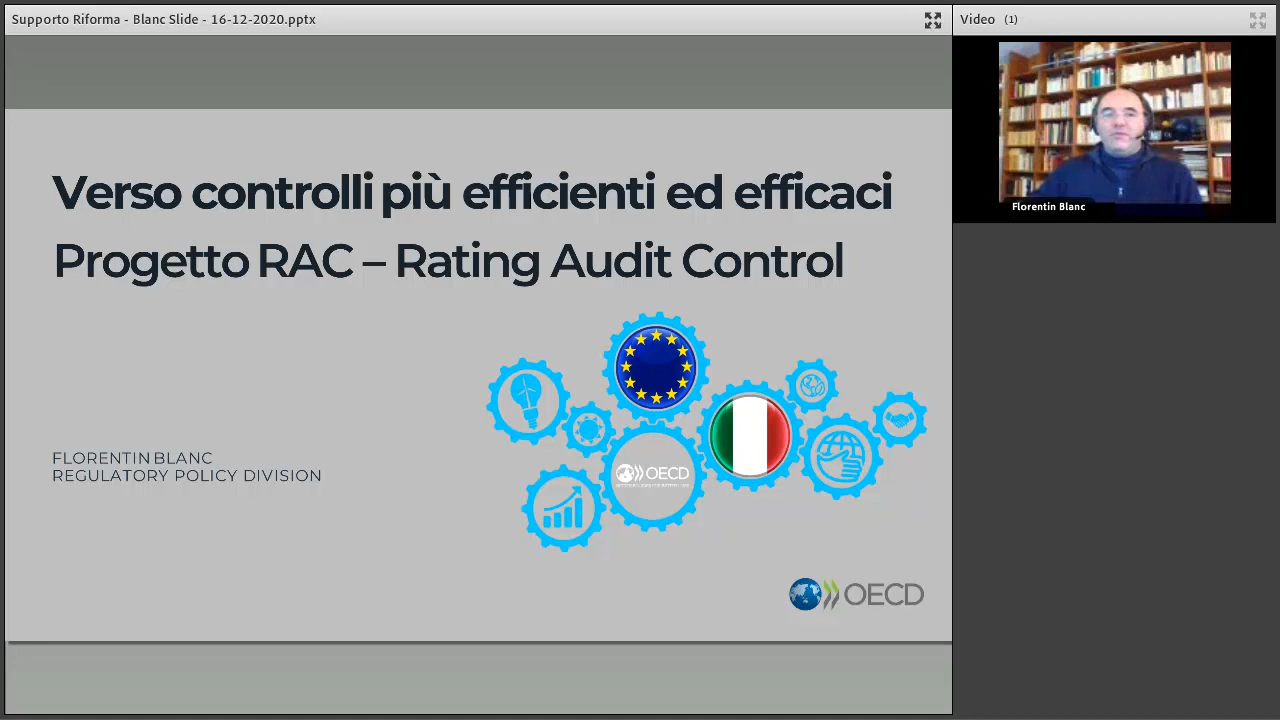 Supporto Riforma - Blanc Slide - 16-12-2020.pptx
Video (1)
Florentin Blanc
Verso controlli più efficienti ed efficaci
Progetto RAC – Rating Audit Control
FLORENTIN BLANC
REGULATORY POLICY DIVISION
OECD
OECD